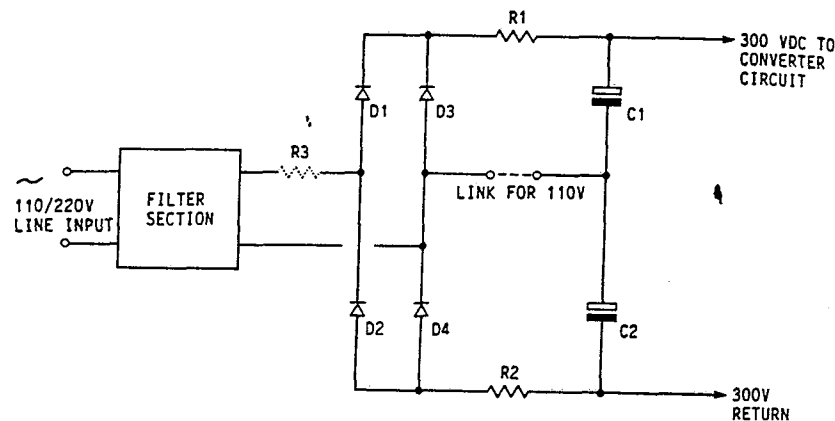 R1
300 VDC TO
CONVERTER
CIRCUIT
D1
D3
C1
R3
LINK FOR 110V
~
110/220V
LINE INPUT
FILTER
SECTION
D2
D4
C2
R2
300V
RETURN